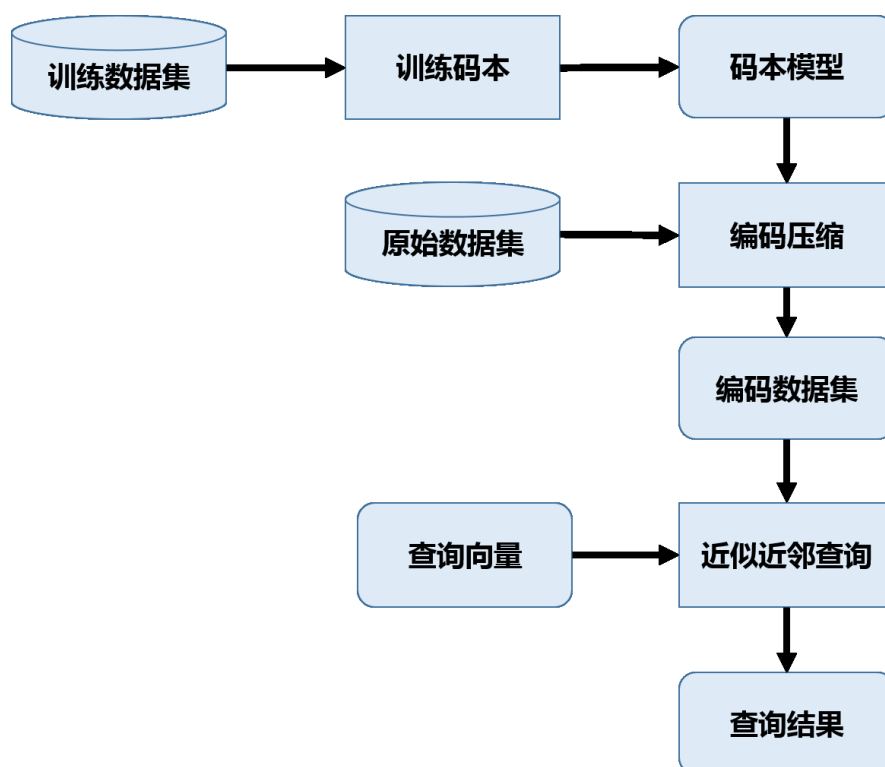 训练数据集
训练码本
码本模型
原始数据集
编码压缩
编码数据集
查询向量
近似近邻查询
查询结果